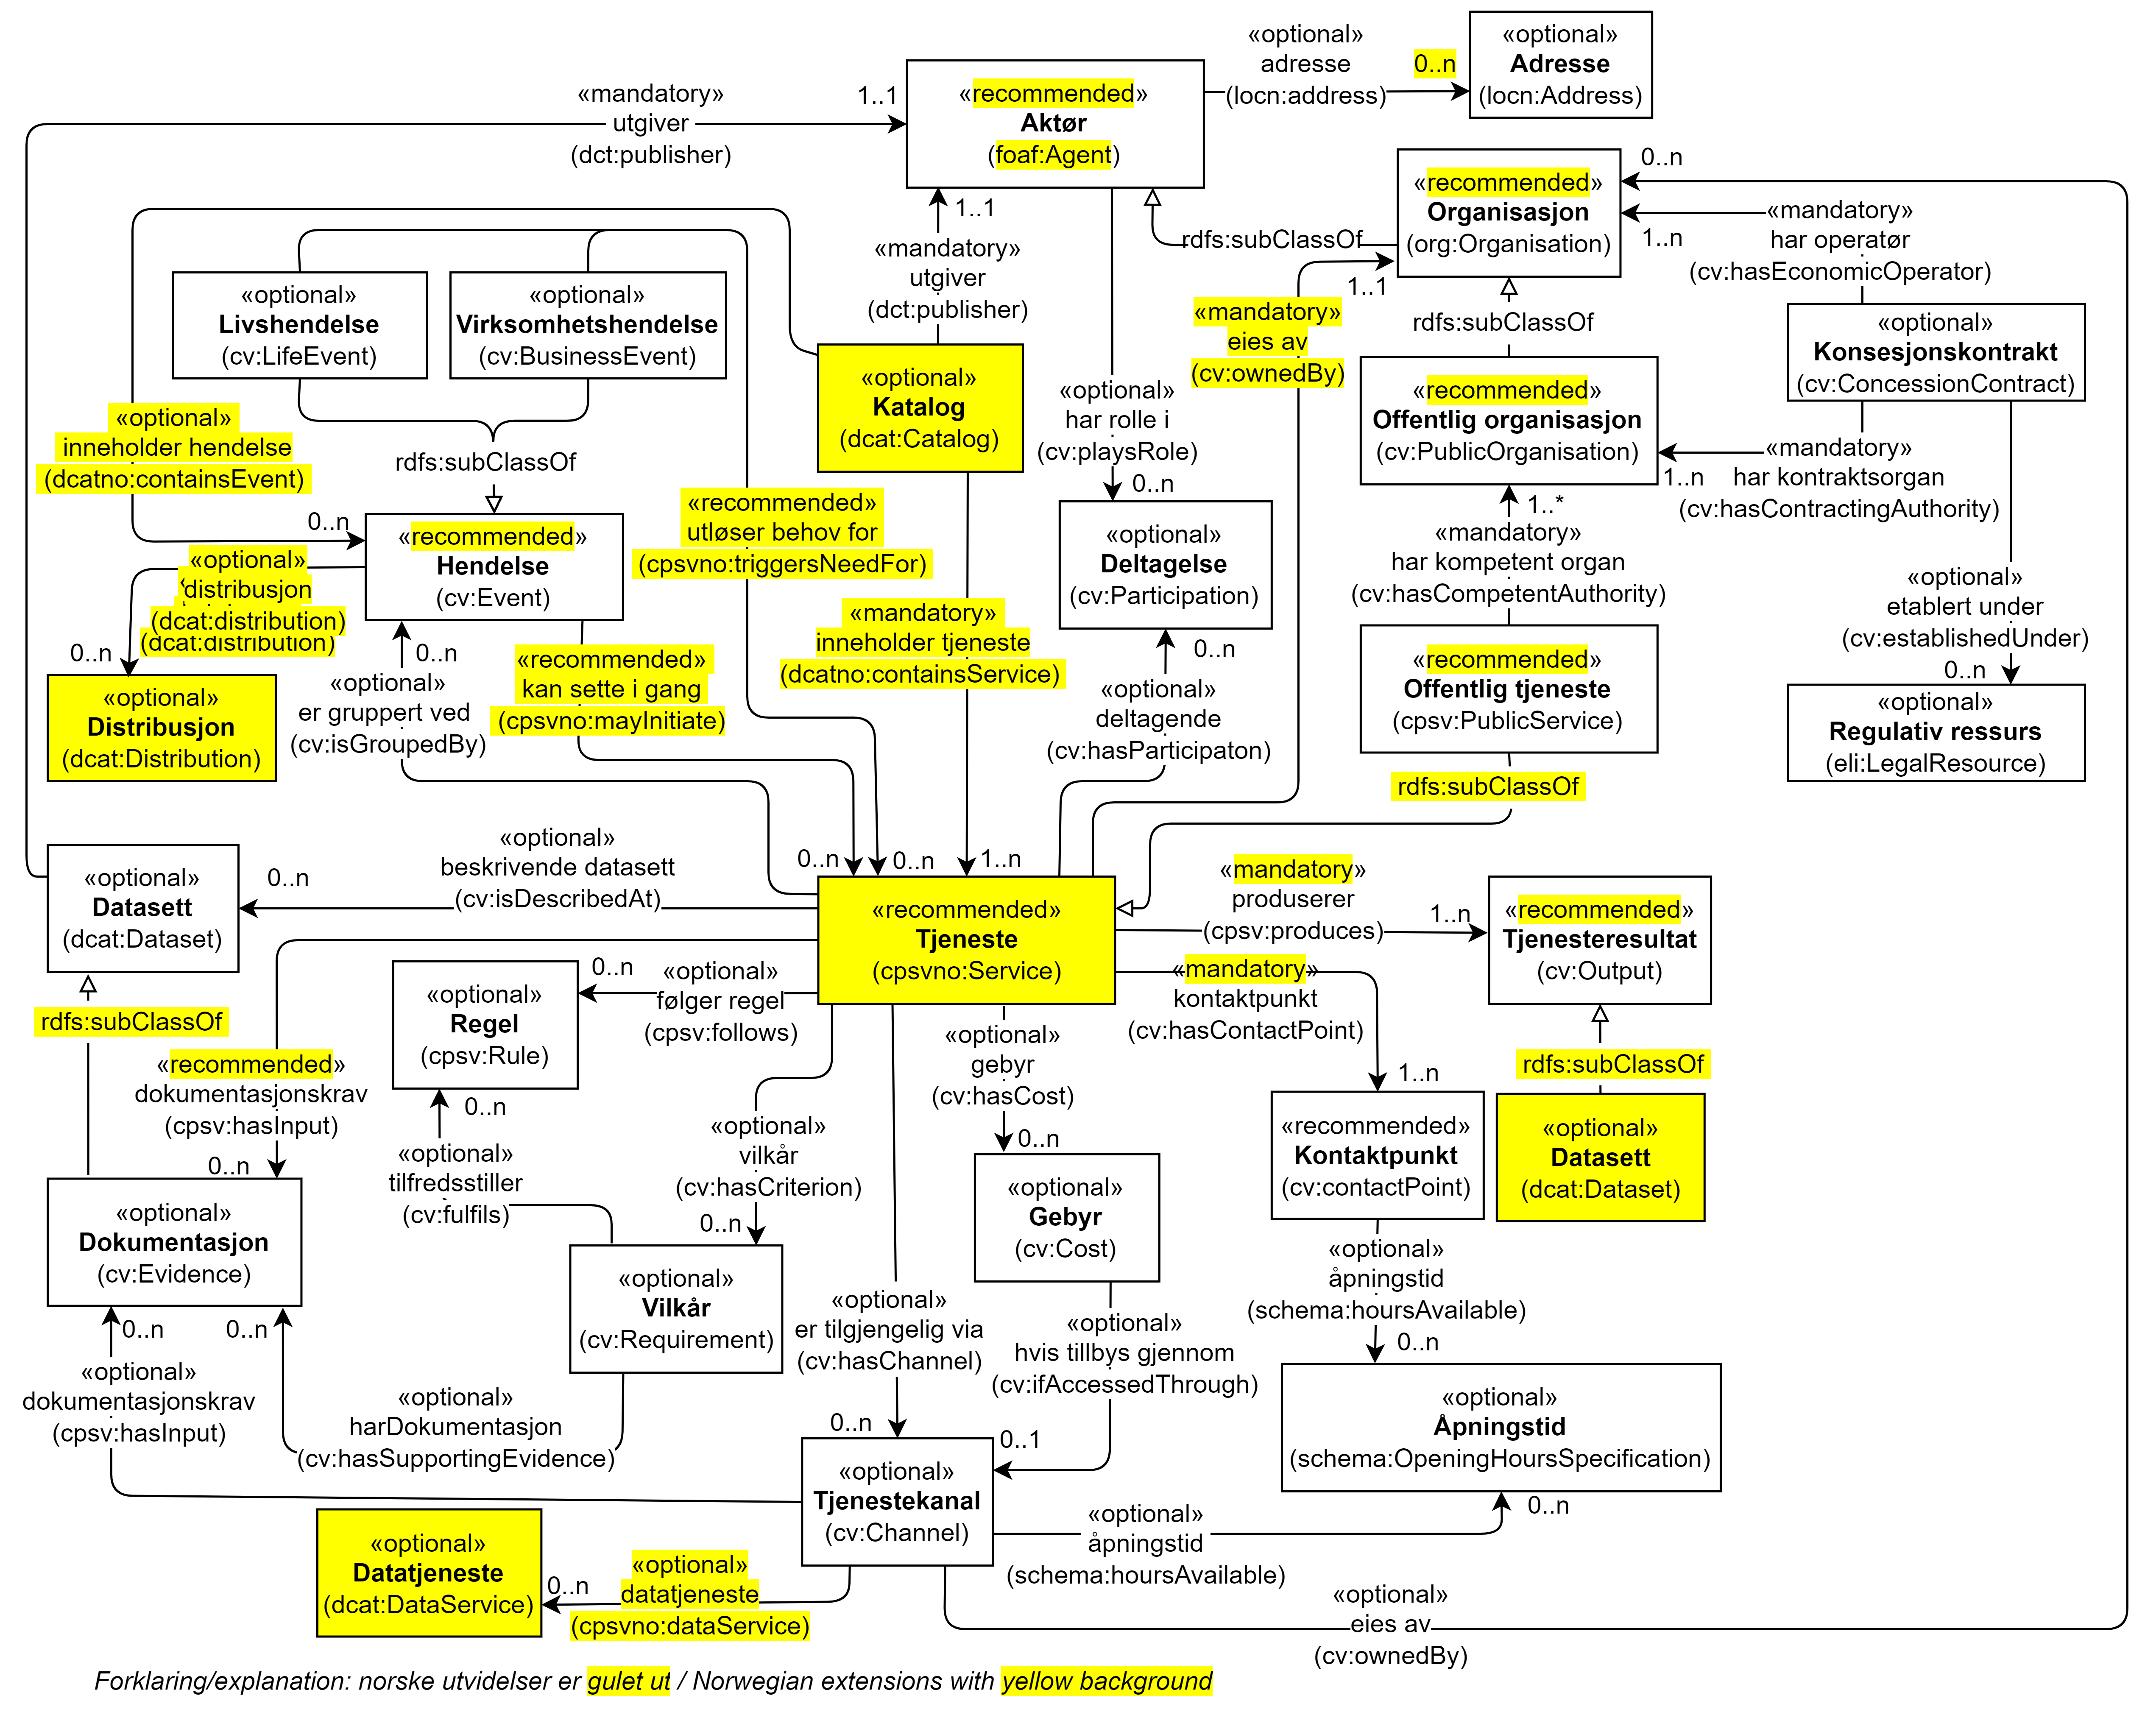 «optional»
adresse
(locn:address)
0..n
«optional»
Adresse
(locn:Address)
«mandatory»
utgiver
(dct:publisher)
1..1
«recommended»
Aktør
(foaf:Agent)
«recommended»
Organisasjon
(org:Organisation)
0..n
1..n
«mandatory»
har operatør
(cv:hasEconomicOperator)
rdfs:subClassOf
1..1
1..1
«mandatory»
utgiver
(dct:publisher)
«mandatory»
eies av
(cv:ownedBy)
rdfs:subClassOf
«optional»
Livshendelse
(cv:LifeEvent)
«optional»
Virksomhetshendelse
(cv:BusinessEvent)
«optional»
Katalog
(dcat:Catalog)
«optional»
har rolle i
(cv:playsRole)
0..n
«recommended»
Offentlig organisasjon
(cv:PublicOrganisation)
«optional»
Konsesjonskontrakt
(cv:ConcessionContract)
«mandatory»
har kontraktsorgan
(cv:hasContractingAuthority)
1..n
«optional»
inneholder hendelse
(dcatno:containsEvent)
0..n
rdfs:subClassOf
«recommended»
utløser behov for
(cpsvno:triggersNeedFor)
«recommended»
Hendelse
(cv:Event)
«optional»
Deltagelse
(cv:Participation)
1..*
«mandatory»
har kompetent organ
(cv:hasCompetentAuthority)
«optional»
distribusjon
(dcat:distribution)
(dcat:distribution)
0..n
«optional»
Distribusjon
(dcat:Distribution)
0..n
«optional»
er gruppert ved
(cv:isGroupedBy)
«recommended»
kan sette i gang
(cpsvno:mayInitiate)
«mandatory»
inneholder tjeneste
(dcatno:containsService)
0..n
«optional»
deltagende
(cv:hasParticipaton)
«recommended»
Offentlig tjeneste
(cpsv:PublicService)
rdfs:subClassOf
«optional»
etablert under
(cv:establishedUnder)
0..n
«optional»
Regulativ ressurs
(eli:LegalResource)
«optional»
Datasett
(dcat:Dataset)
0..n
«optional»
beskrivende datasett
(cv:isDescribedAt)
0..n
0..n
1..n
«recommended»
Tjeneste
(cpsvno:Service)
«mandatory»
produserer
(cpsv:produces)
1..n
«recommended»
Tjenesteresultat
(cv:Output)
rdfs:subClassOf
«recommended»
dokumentasjonskrav
(cpsv:hasInput)
0..n
«optional»
Regel
(cpsv:Rule)
0..n
«optional»
følger regel
(cpsv:follows)
«mandatory»
kontaktpunkt
(cv:hasContactPoint)
1..n
«optional»
gebyr
(cv:hasCost)
0..n
rdfs:subClassOf
«optional»
Datasett
(dcat:Dataset)
«optional»
Dokumentasjon
(cv:Evidence)
0..n
«optional»
tilfredsstiller
(cv:fulfils)
«optional»
vilkår
(cv:hasCriterion)
0..n
«optional»
Vilkår
(cv:Requirement)
«optional»
Gebyr
(cv:Cost)
«recommended»
Kontaktpunkt
(cv:contactPoint)
«optional»
åpningstid
(schema:hoursAvailable)
0..n
0..n
0..n
«optional»
dokumentasjonskrav
(cpsv:hasInput)
«optional»
harDokumentasjon
(cv:hasSupportingEvidence)
«optional»
er tilgjengelig via
(cv:hasChannel)
0..n
«optional»
hvis tillbys gjennom
(cv:ifAccessedThrough)
0..1
«optional»
Åpningstid
(schema:OpeningHoursSpecification)
0..n
«optional»
Tjenestekanal
(cv:Channel)
«optional»
åpningstid
(schema:hoursAvailable)
«optional»
Datatjeneste
(dcat:DataService)
0..n
«optional»
datatjeneste
(cpsvno:dataService)
«optional»
eies av
(cv:ownedBy)
Forklaring/explanation: norske utvidelser er gulet ut / Norwegian extensions with yellow background